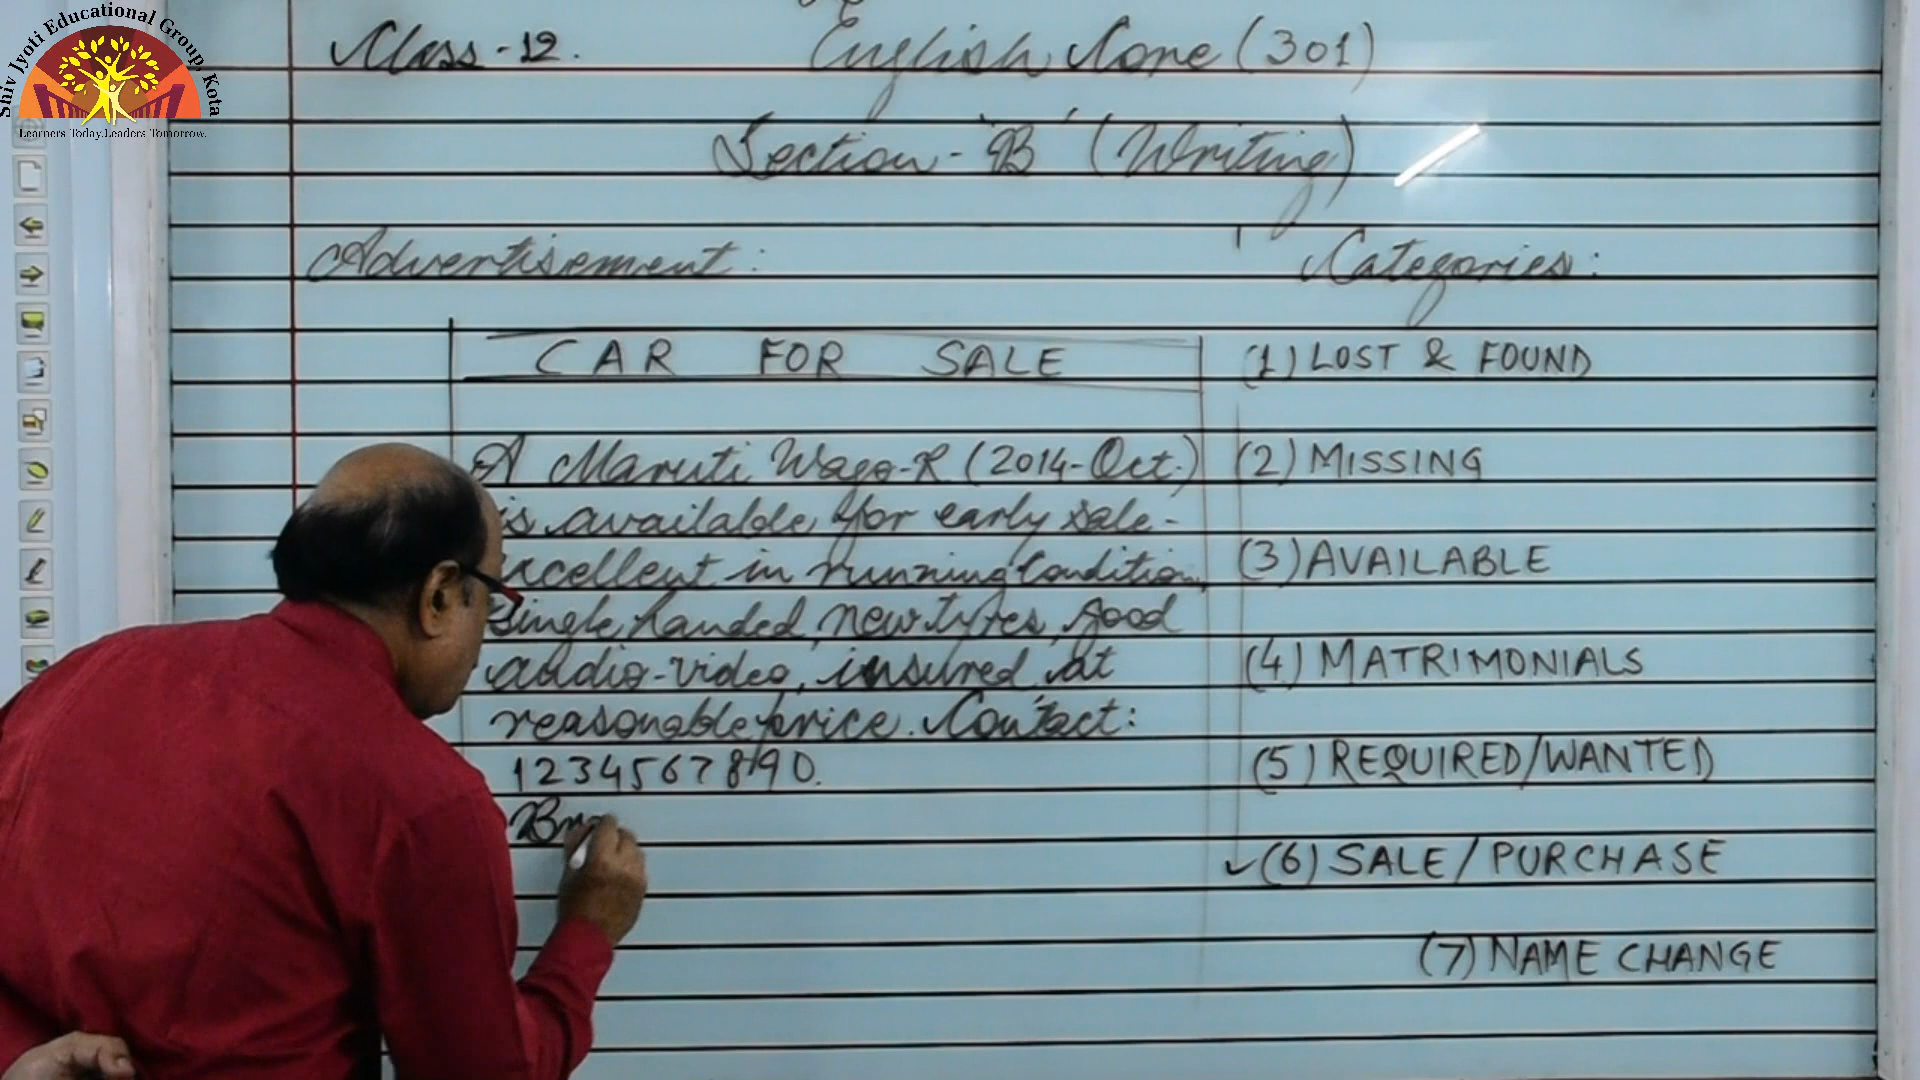 Shiv Jyoti Educational Group, Kota
Learners Today.Leaders Tomorrow.
Class-12.
English Core (301)
Section-'B' (Writing)
Advertisement:
Categories:
CAR FOR SALE
A Maruti Wago-R (2014-Oct.)
is available for early sale-
excellent in running condition,
single handed, new tyres, good
audio-video, insured at
reasonable price. Contact:
1234567890.
(1) LOST & FOUND
(2) MISSING
(3) AVAILABLE
(4) MATRIMONIALS
(5) REQUIRED/WANTED
(6) SALE/PURCHASE
(7) NAME CHANGE